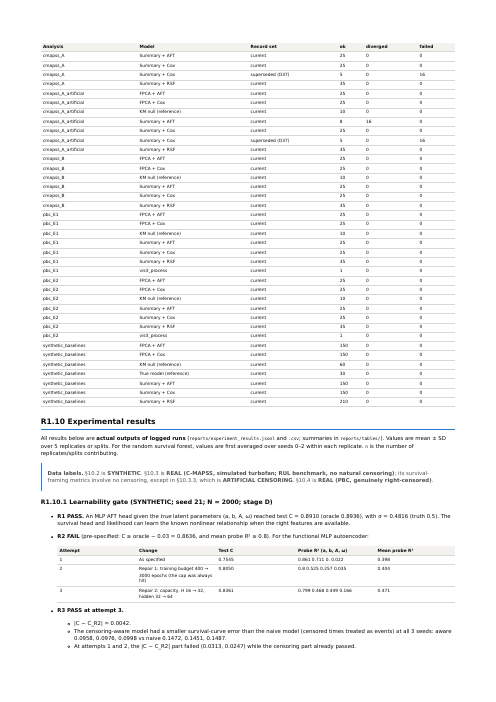 Analysis Model Record set ok diverged failed
cmapss_A Summary + AFT current 25 0 0
cmapss_A Summary + Cox current 25 0 0
cmapss_A Summary + Cox superseded (D37) 5 0 16
cmapss_A Summary + RSF current 35 0 0
cmapss_A_artificial FPCA + AFT current 25 0 0
cmapss_A_artificial FPCA + Cox current 25 0 0
cmapss_A_artificial KM null (reference) current 10 0 0
cmapss_A_artificial Summary + AFT current 8 16 0
cmapss_A_artificial Summary + Cox current 25 0 0
cmapss_A_artificial Summary + Cox superseded (D37) 5 0 16
cmapss_A_artificial Summary + RSF current 35 0 0
cmapss_B FPCA + AFT current 25 0 0
cmapss_B FPCA + Cox current 25 0 0
cmapss_B KM null (reference) current 10 0 0
cmapss_B Summary + AFT current 25 0 0
cmapss_B Summary + Cox current 25 0 0
cmapss_B Summary + RSF current 35 0 0
pbc_E1 FPCA + AFT current 25 0 0
pbc_E1 FPCA + Cox current 25 0 0
pbc_E1 KM null (reference) current 10 0 0
pbc_E1 Summary + AFT current 25 0 0
pbc_E1 Summary + Cox current 25 0 0
pbc_E1 Summary + RSF current 35 0 0
pbc_E1 visit_process current 1 0 0
pbc_E2 FPCA + AFT current 25 0 0
pbc_E2 FPCA + Cox current 25 0 0
pbc_E2 KM null (reference) current 10 0 0
pbc_E2 Summary + AFT current 25 0 0
pbc_E2 Summary + Cox current 25 0 0
pbc_E2 Summary + RSF current 35 0 0
pbc_E2 visit_process current 1 0 0
synthetic_baselines FPCA + AFT current 150 0 0
synthetic_baselines FPCA + Cox current 150 0 0
synthetic_baselines KM null (reference) current 60 0 0
synthetic_baselines True model (reference) current 30 0 0
synthetic_baselines Summary + AFT current 150 0 0
synthetic_baselines Summary + Cox current 150 0 0
synthetic_baselines Summary + RSF current 210 0 0
R1.10 Experimental results
All results below are actual outputs of logged runs (reports/experiment_results.jsonl and .csv; summaries in reports/tables/). Values are mean ± SD
over 5 replicates or splits. For the random survival forest, values are first averaged over seeds 0–2 within each replicate. n is the number of
replicates/splits contributing.
Data labels. §10.2 is SYNTHETIC. §10.3 is REAL (C-MAPSS, simulated turbofan; RUL benchmark, no natural censoring); its survival-
framing metrics involve no censoring, except in §10.3.3, which is ARTIFICIAL CENSORING. §10.4 is REAL (PBC, genuinely right-censored).
R1.10.1 Learnability gate (SYNTHETIC; seed 21; N = 2000; stage D)
• R1 PASS. An MLP AFT head given the true latent parameters (a, b, A, ω) reached test C = 0.8910 (oracle 0.8936), with σ = 0.4816 (truth 0.5). The
survival head and likelihood can learn the known nonlinear relationship when the right features are available.
• R2 FAIL (pre-specified: C ≥ oracle − 0.03 = 0.8636, and mean probe R² ≥ 0.8). For the functional MLP autoencoder:
Attempt Change Test C Probe R² (a, b, A, ω) Mean probe R²
1 As specified 0.7545 0.861 0.711 0. 0.022 0.398
2 Repair 1: training budget 400 → 0.8050 0.8 0.525 0.257 0.035 0.404
3000 epochs (the cap was always
hit)
3 Repair 2: capacity, H 16 → 32, 0.8361 0.799 0.468 0.449 0.166 0.471
hidden 32 → 64
• R3 PASS at attempt 3.
◦ |C − C_R2| = 0.0042.
◦ The censoring-aware model had a smaller survival-curve error than the naive model (censored times treated as events) at all 3 seeds: aware
0.0958, 0.0976, 0.0998 vs naive 0.1472, 0.1451, 0.1487.
◦ At attempts 1 and 2, the |C − C_R2| part failed (0.0313, 0.0247) while the censoring part already passed.